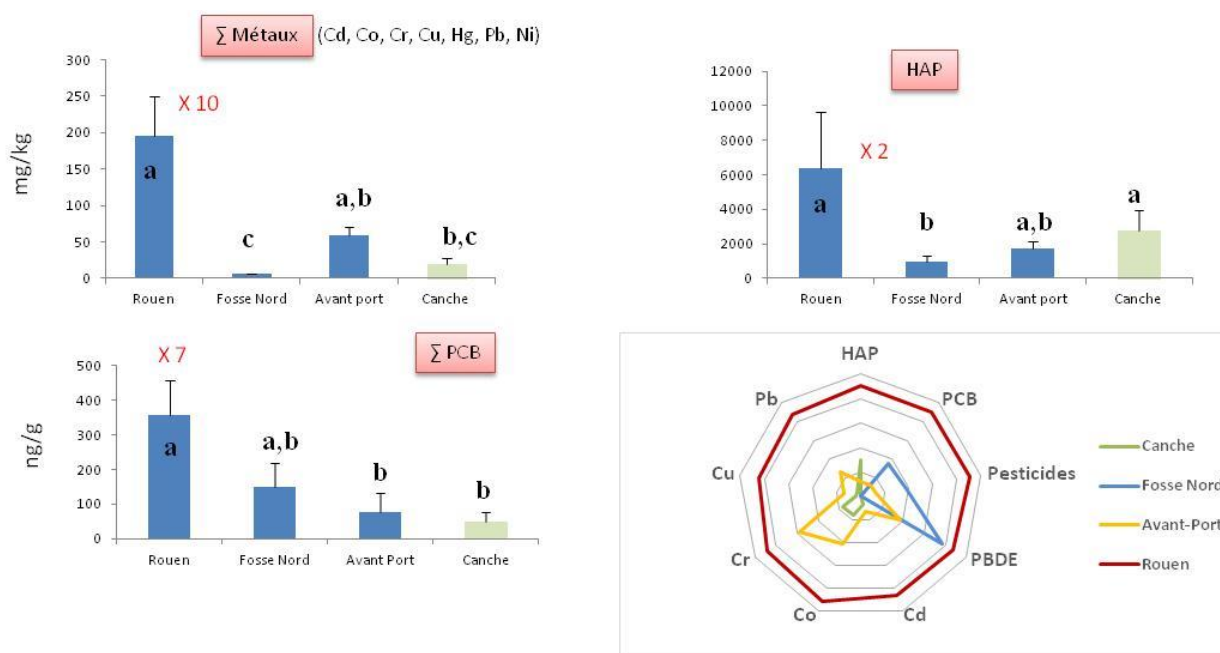 ∑ Métaux (Cd, Co, Cr, Cu, Hg, Pb, Ni)
mg/kg
300
250
200
150
100
50
0
X 10
a
c
a,b
b,c
Rouen Fosse Nord Avant port Canche
HAP
12000
10000
8000
6000
4000
2000
0
X 2
a
b
a,b
a
Rouen Fosse Nord Avant port Canche
∑ PCB
ng/g
500
400
300
200
100
0
X 7
a
a,b
b
b
Rouen Fosse Nord Avant Port Canche
HAP
PCB
Pesticides
PBDE
Cd
Co
Cr
Cu
Pb
Canche
Fosse Nord
Avant-Port
Rouen